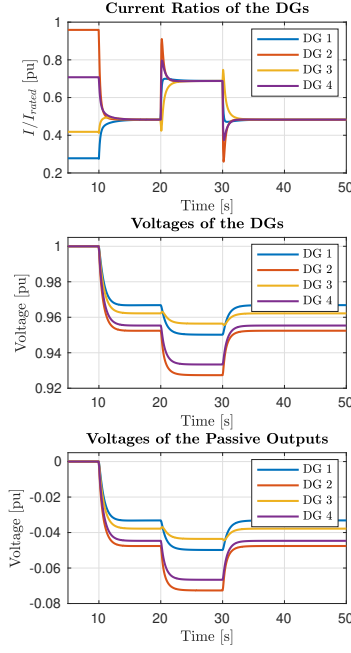 Current Ratios of the DGs
I/I_rated [pu]
1
0.8
0.6
0.4
0.2
DG 1
DG 2
DG 3
DG 4
10 20 30 40 50
Time [s]
Voltages of the DGs
Voltage [pu]
1
0.98
0.96
0.94
0.92
DG 1
DG 2
DG 3
DG 4
10 20 30 40 50
Time [s]
Voltages of the Passive Outputs
Voltage [pu]
0
-0.02
-0.04
-0.06
-0.08
DG 1
DG 2
DG 3
DG 4
10 20 30 40 50
Time [s]